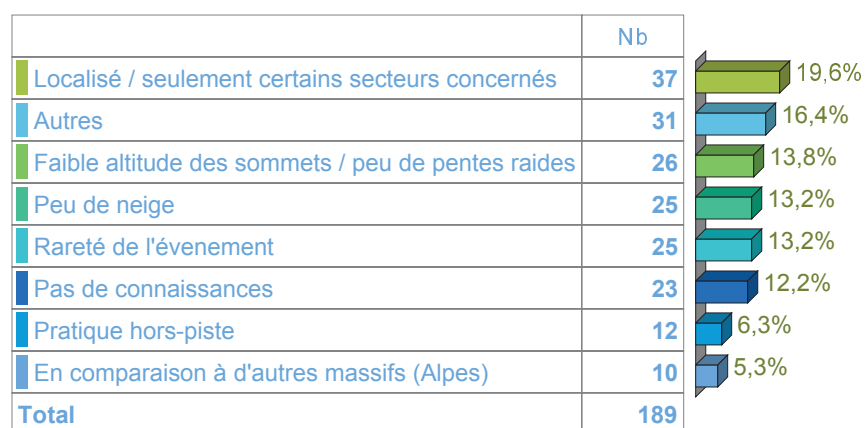 Nb
Localisé / seulement certains secteurs concernés 37 19,6%
Autres 31 16,4%
Faible altitude des sommets / peu de pentes raides 26 13,8%
Peu de neige 25 13,2%
Rareté de l'évenement 25 13,2%
Pas de connaissances 23 12,2%
Pratique hors-piste 12 6,3%
En comparaison à d'autres massifs (Alpes) 10 5,3%
Total 189